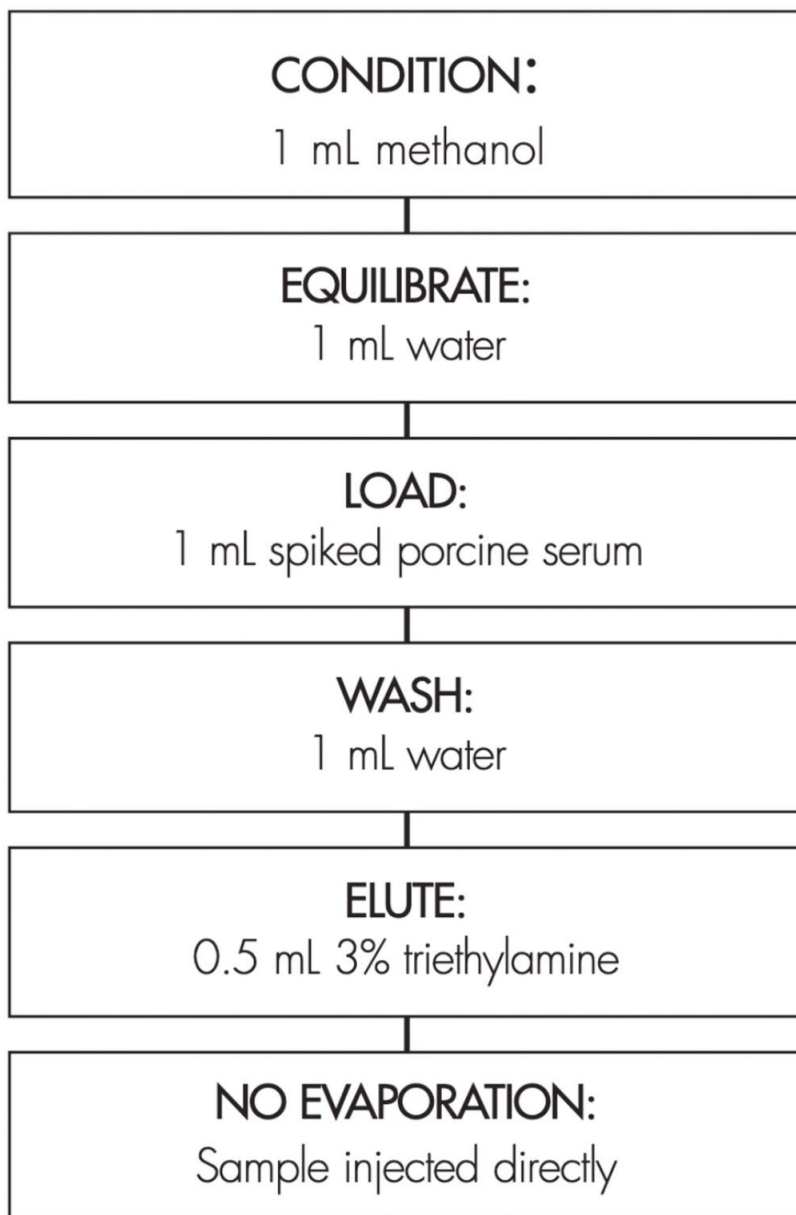 CONDITION:
1 mL methanol
EQUILIBRATE:
1 mL water
LOAD:
1 mL spiked porcine serum
WASH:
1 mL water
ELUTE:
0.5 mL 3% triethylamine
NO EVAPORATION:
Sample injected directly